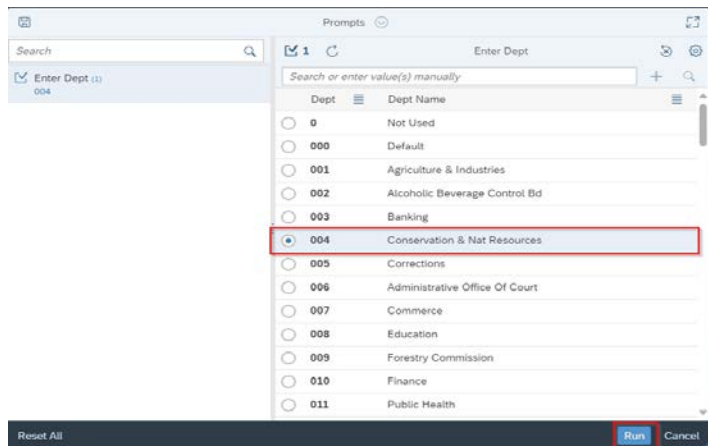 Prompts
Search
1
Enter Dept
Enter Dept (1)
004
Search or enter value(s) manually
Dept Dept Name
0 Not Used
000 Default
001 Agriculture & Industries
002 Alcoholic Beverage Control Bd
003 Banking
004 Conservation & Nat Resources
005 Corrections
006 Administrative Office Of Court
007 Commerce
008 Education
009 Forestry Commission
010 Finance
011 Public Health
Reset All Run Cancel